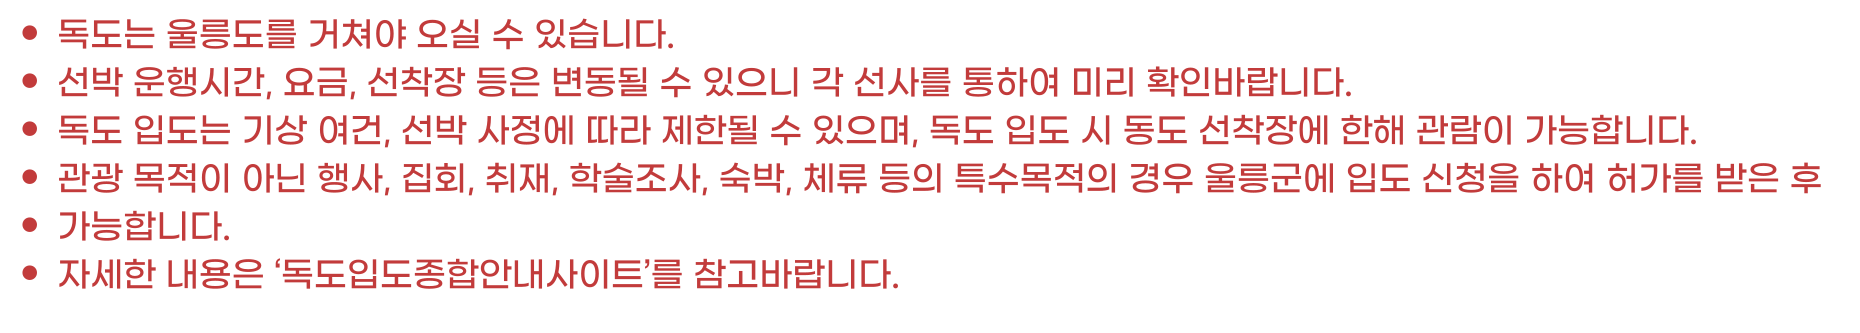 • 독도는 울릉도를 거쳐야 오실 수 있습니다.
• 선박 운행시간, 요금, 선착장 등은 변동될 수 있으니 각 선사를 통하여 미리 확인바랍니다.
• 독도 입도는 기상 여건, 선박 사정에 따라 제한될 수 있으며, 독도 입도 시 동도 선착장에 한해 관람이 가능합니다.
• 관광 목적이 아닌 행사, 집회, 취재, 학술조사, 숙박, 체류 등의 특수목적의 경우 울릉군에 입도 신청을 하여 허가를 받은 후
• 가능합니다.
• 자세한 내용은 ‘독도입도종합안내사이트’를 참고바랍니다.